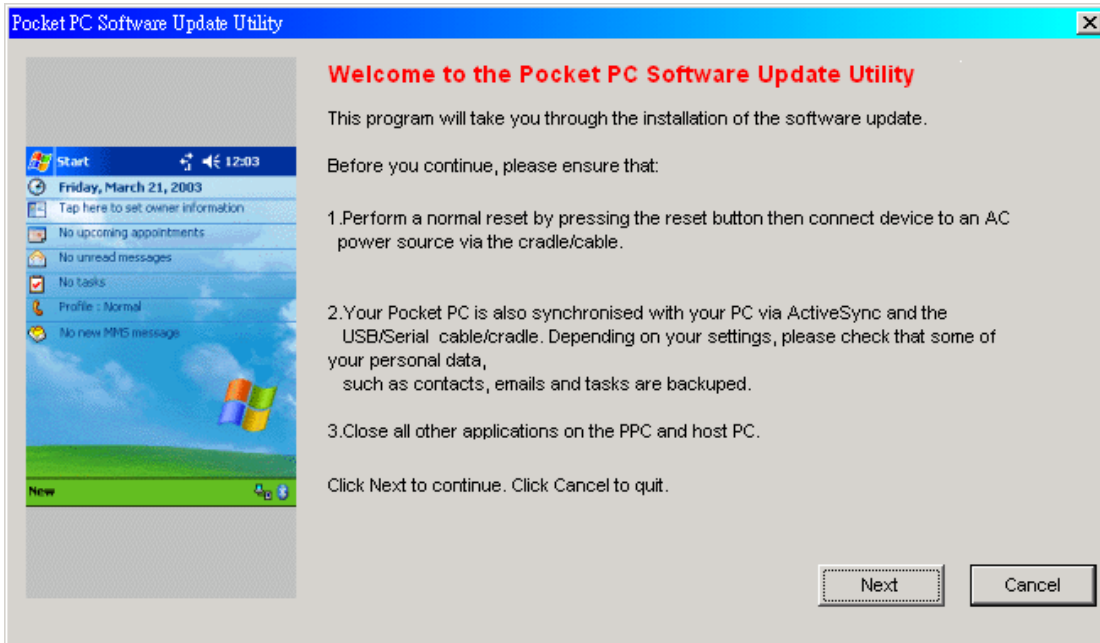 Pocket PC Software Update Utility
Start 12:03
Friday, March 21, 2003
Tap here to set owner information
No upcoming appointments
No unread messages
No tasks
Profile : Normal
No new MMS message
New
Welcome to the Pocket PC Software Update Utility
This program will take you through the installation of the software update.
Before you continue, please ensure that:
1.Perform a normal reset by pressing the reset button then connect device to an AC
power source via the cradle/cable.
2.Your Pocket PC is also synchronised with your PC via ActiveSync and the
USB/Serial cable/cradle. Depending on your settings, please check that some of
your personal data,
such as contacts, emails and tasks are backuped.
3.Close all other applications on the PPC and host PC.
Click Next to continue. Click Cancel to quit.
Next
Cancel